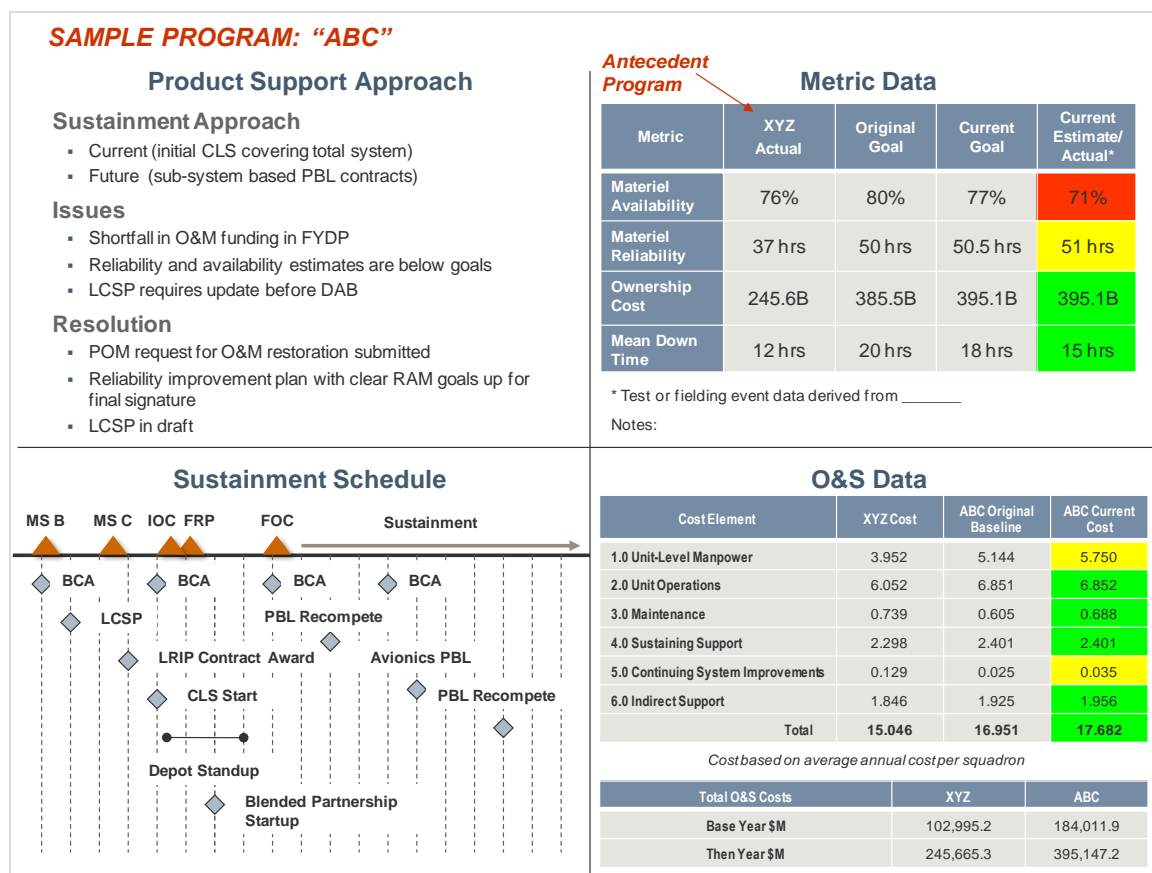 SAMPLE PROGRAM: “ABC”
Product Support Approach
Sustainment Approach
▪ Current (initial CLS covering total system)
▪ Future (sub-system based PBL contracts)
Issues
▪ Shortfall in O&M funding in FYDP
▪ Reliability and availability estimates are below goals
▪ LCSP requires update before DAB
Resolution
▪ POM request for O&M restoration submitted
▪ Reliability improvement plan with clear RAM goals up for
final signature
▪ LCSP in draft
Antecedent
Program
Metric Data
Metric
XYZ
Actual
Original
Goal
Current
Goal
Current
Estimate/
Actual*
Materiel
Availability
76%
80%
77%
71%
Materiel
Reliability
37 hrs
50 hrs
50.5 hrs
51 hrs
Ownership
Cost
245.6B
385.5B
395.1B
395.1B
Mean Down
Time
12 hrs
20 hrs
18 hrs
15 hrs
* Test or fielding event data derived from _______
Notes:
Sustainment Schedule
MS B
MS C
IOC
FRP
FOC
Sustainment
BCA
BCA
BCA
BCA
LCSP
PBL Recompete
LRIP Contract Award
Avionics PBL
CLS Start
PBL Recompete
Depot Standup
Blended Partnership
Startup
O&S Data
Cost Element
XYZ Cost
ABC Original
Baseline
ABC Current
Cost
1.0 Unit-Level Manpower
3.952
5.144
5.750
2.0 Unit Operations
6.052
6.851
6.852
3.0 Maintenance
0.739
0.605
0.688
4.0 Sustaining Support
2.298
2.401
2.401
5.0 Continuing System Improvements
0.129
0.025
0.035
6.0 Indirect Support
1.846
1.925
1.956
Total
15.046
16.951
17.682
Cost based on average annual cost per squadron
Total O&S Costs
XYZ
ABC
Base Year $M
102,995.2
184,011.9
Then Year $M
245,665.3
395,147.2